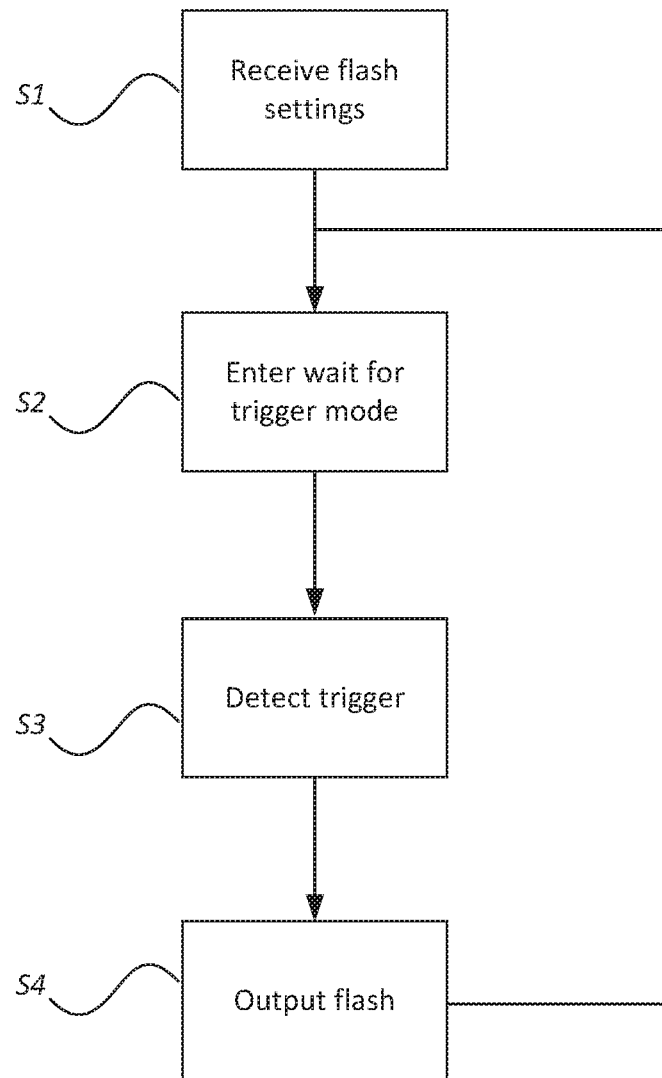 S1
Receive flash
settings
S2
Enter wait for
trigger mode
S3
Detect trigger
S4
Output flash